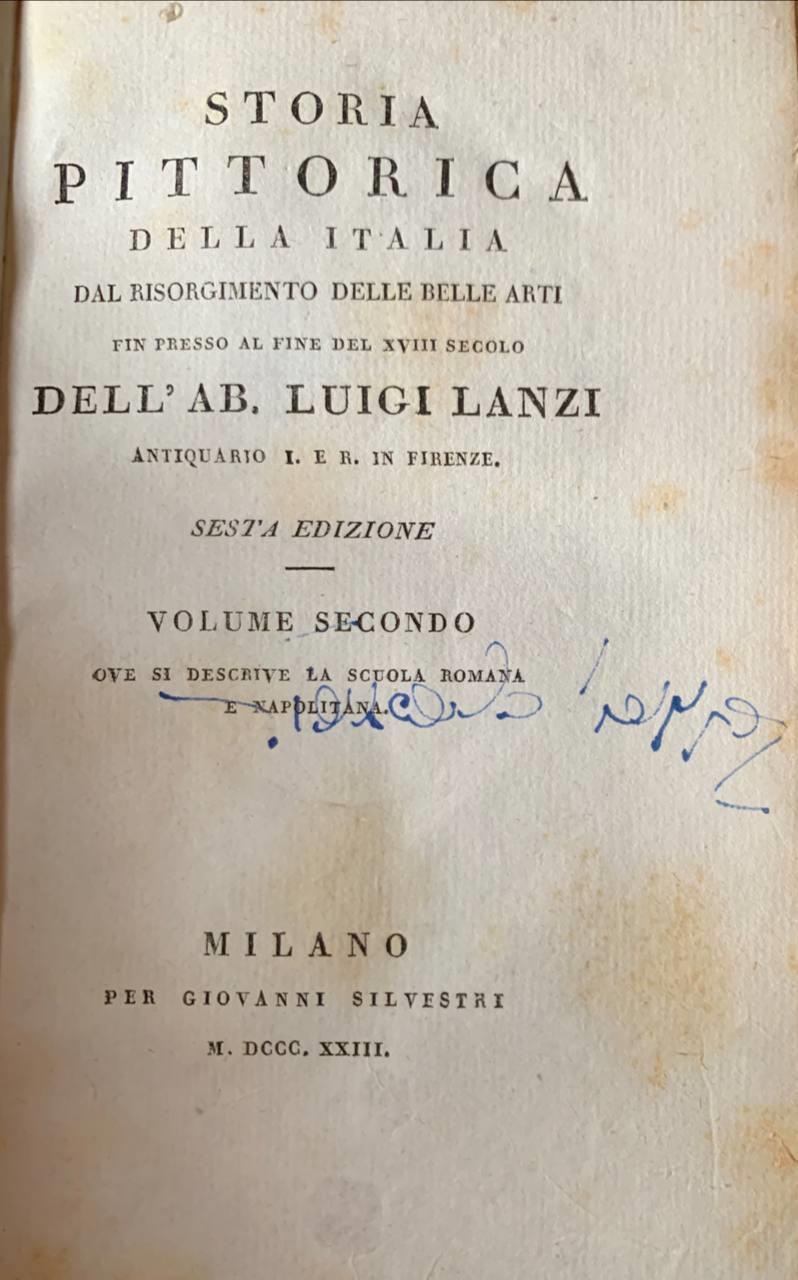 STORIA
PITTORICA
DELLA ITALIA
DAL RISORGIMENTO DELLE BELLE ARTI
FIN PRESSO AL FINE DEL XVIII SECOLO
DELL' AB. LUIGI LANZI
ANTIQUARIO I. E R. IN FIRENZE.
SESTA EDIZIONE
VOLUME SECONDO
OVE SI DESCRIVE LA SCUOLA ROMANA
E NAPOLITANA.
MILANO
PER GIOVANNI SILVESTRI
M. DCCC. XXIII.